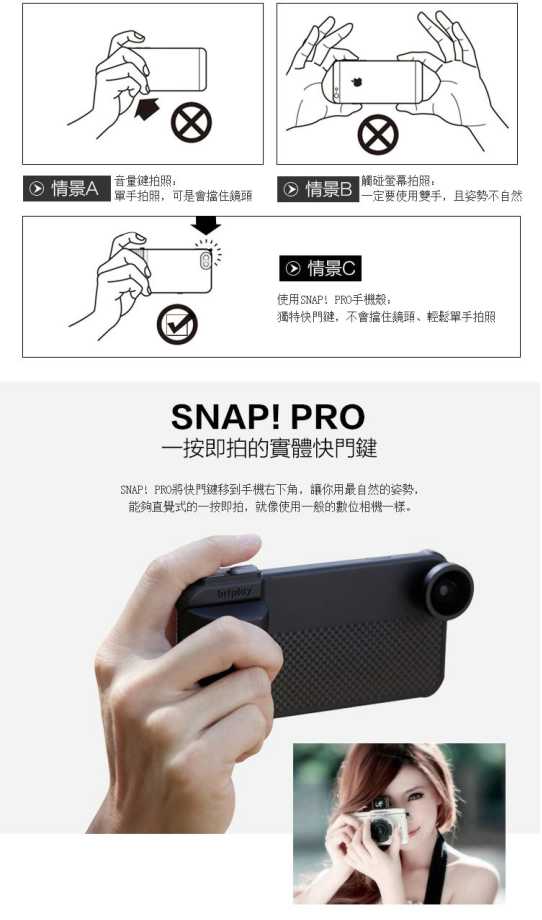 情景A
音量鍵拍照，
單手拍照，可是會擋住鏡頭
情景B
觸碰螢幕拍照，
一定要使用雙手，且姿勢不自然
情景C
使用SNAP! PRO手機殼，
獨特快門鍵，不會擋住鏡頭、輕鬆單手拍照
SNAP! PRO
一按即拍的實體快門鍵
SNAP! PRO將快門鍵移到手機右下角，讓你用最自然的姿勢，
能夠直覺式的一按即拍，就像使用一般的數位相機一樣。
bitplay